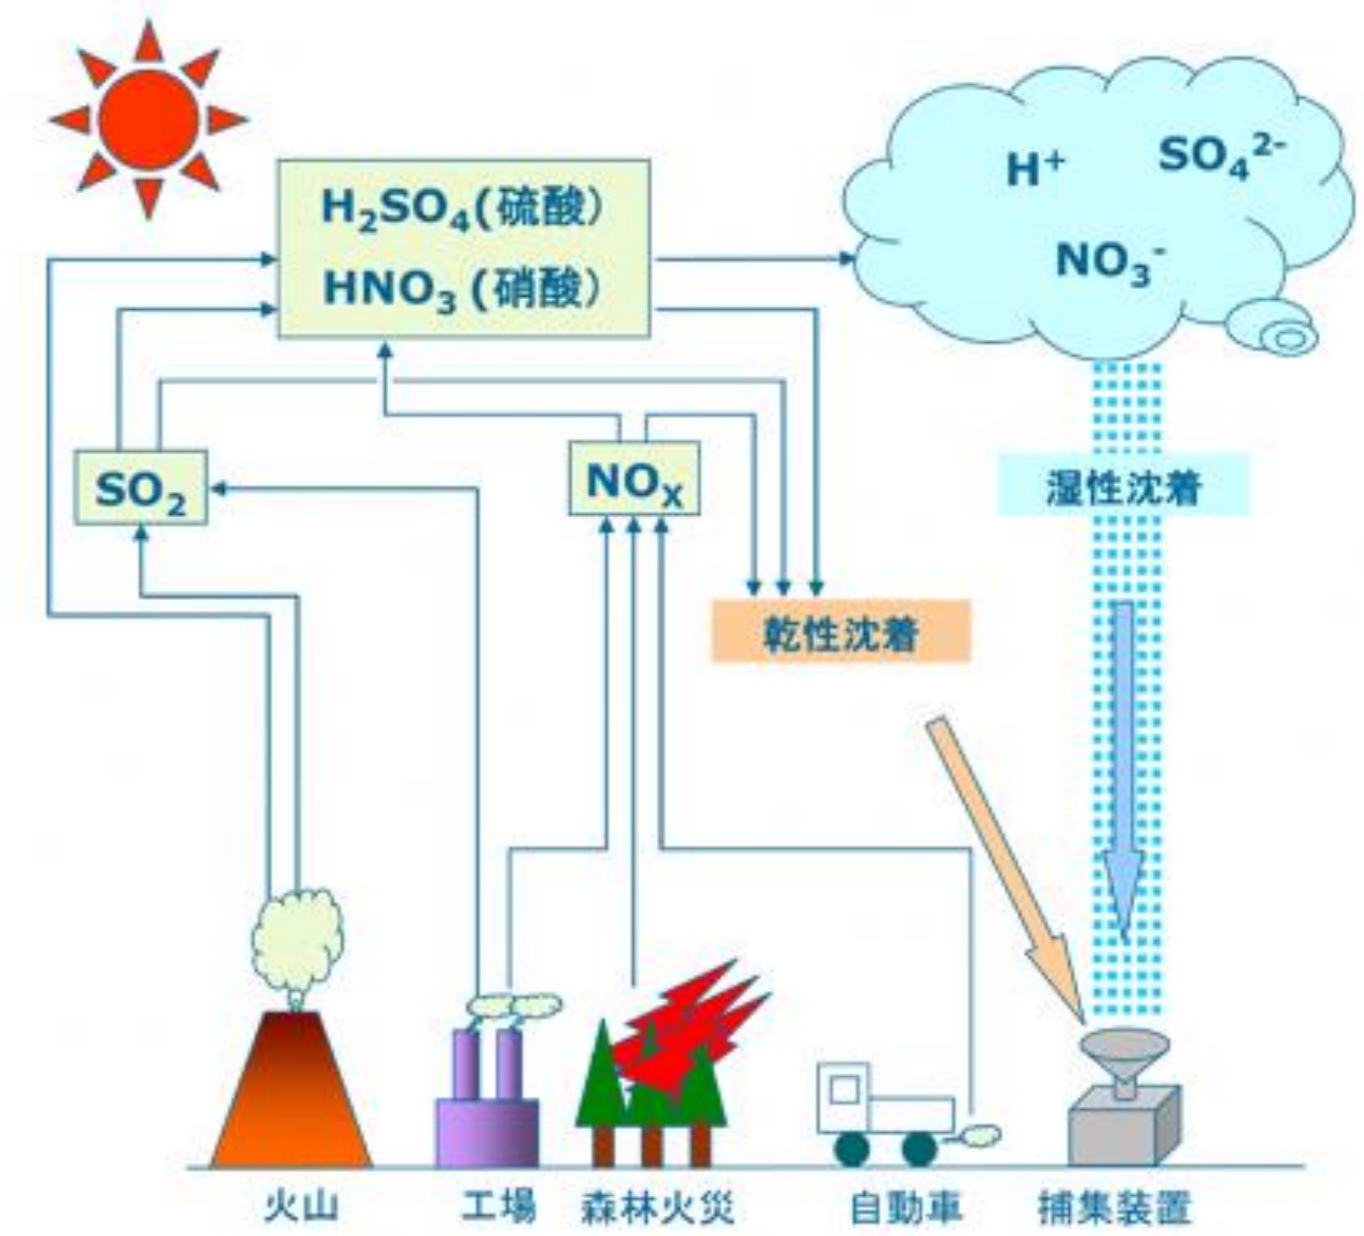 H₂SO₄(硫酸)
HNO₃(硝酸)
H⁺
SO₄²⁻
NO₃⁻
SO₂
NOₓ
湿性沈着
乾性沈着
火山
工場
森林火災
自動車
捕集装置